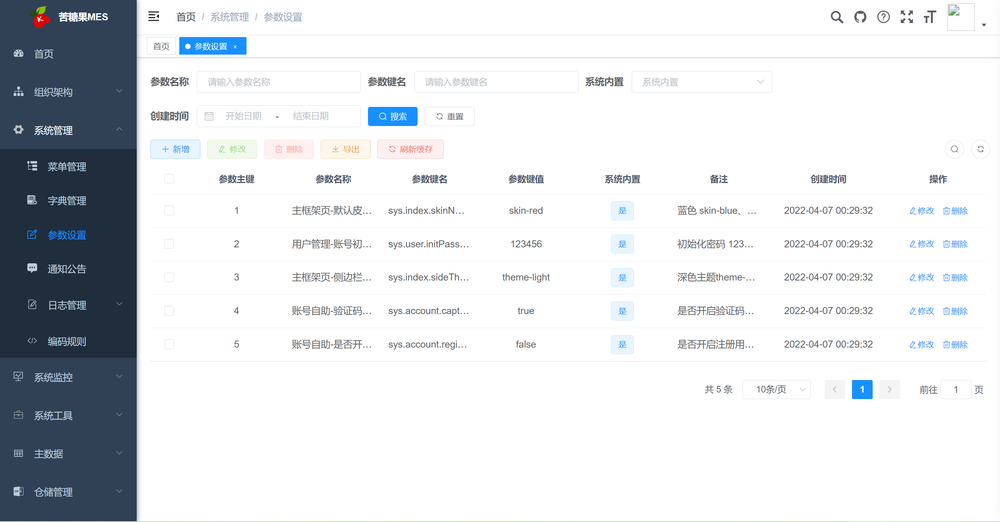 苦糖果MES
首页
组织架构
系统管理
菜单管理
字典管理
参数设置
通知公告
日志管理
编码规则
系统监控
系统工具
主数据
仓储管理
首页 / 系统管理 / 参数设置
首页 参数设置 ×
参数名称 请输入参数名称 参数键名 请输入参数键名 系统内置 系统内置
创建时间 开始日期 - 结束日期 搜索 重置
新增 修改 删除 导出 刷新缓存
参数主键 参数名称 参数键名 参数键值 系统内置 备注 创建时间 操作
1 主框架页-默认皮… sys.index.skinN… skin-red 是 蓝色 skin-blue、… 2022-04-07 00:29:32 修改 删除
2 用户管理-账号初… sys.user.initPass… 123456 是 初始化密码 123… 2022-04-07 00:29:32 修改 删除
3 主框架页-侧边栏… sys.index.sideTh… theme-light 是 深色主题theme-… 2022-04-07 00:29:32 修改 删除
4 账号自助-验证码… sys.account.capt… true 是 是否开启验证码… 2022-04-07 00:29:32 修改 删除
5 账号自助-是否开… sys.account.regi… false 是 是否开启注册用… 2022-04-07 00:29:32 修改 删除
共 5 条 10条/页 1 前往 1 页